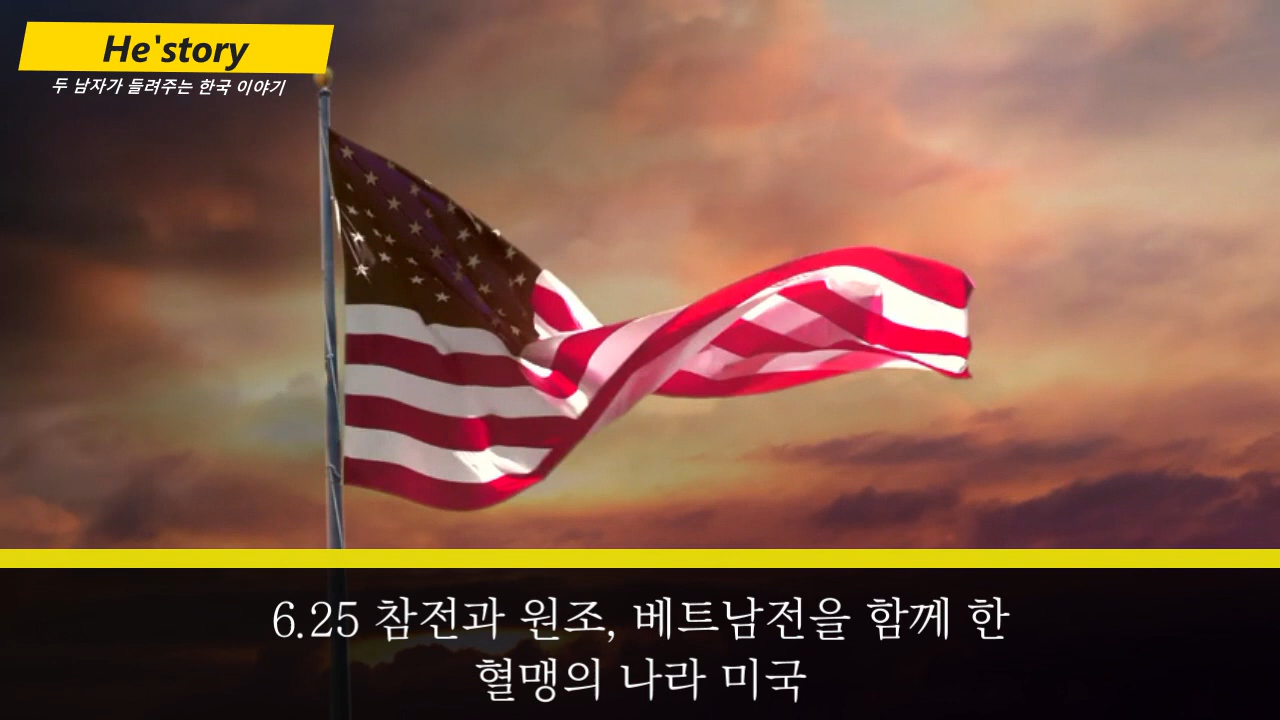 He'story
두 남자가 들려주는 한국 이야기
6.25 참전과 원조, 베트남전을 함께 한
혈맹의 나라 미국